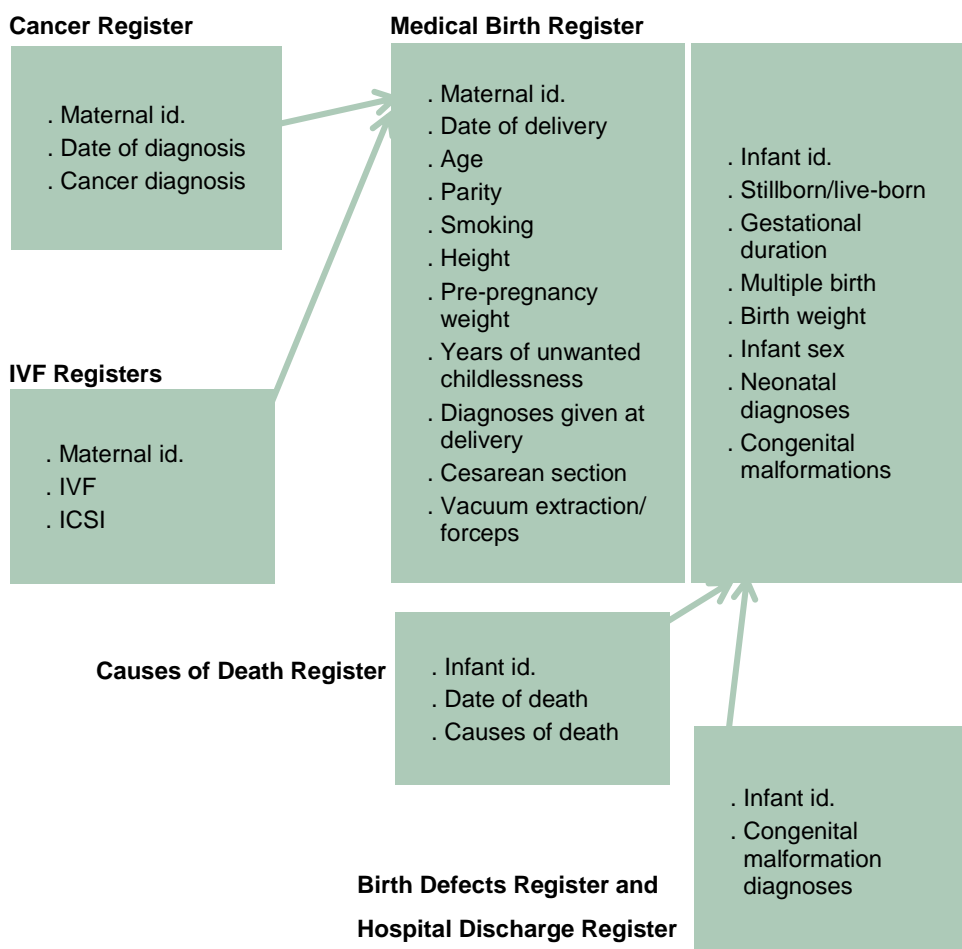 Cancer Register
. Maternal id.
. Date of diagnosis
. Cancer diagnosis
IVF Registers
. Maternal id.
. IVF
. ICSI
Medical Birth Register
. Maternal id.
. Date of delivery
. Age
. Parity
. Smoking
. Height
. Pre-pregnancy
weight
. Years of unwanted
childlessness
. Diagnoses given at
delivery
. Cesarean section
. Vacuum extraction/
forceps
. Infant id.
. Stillborn/live-born
. Gestational
duration
. Multiple birth
. Birth weight
. Infant sex
. Neonatal
diagnoses
. Congenital
malformations
Causes of Death Register
. Infant id.
. Date of death
. Causes of death
Birth Defects Register and
Hospital Discharge Register
. Infant id.
. Congenital
malformation
diagnoses